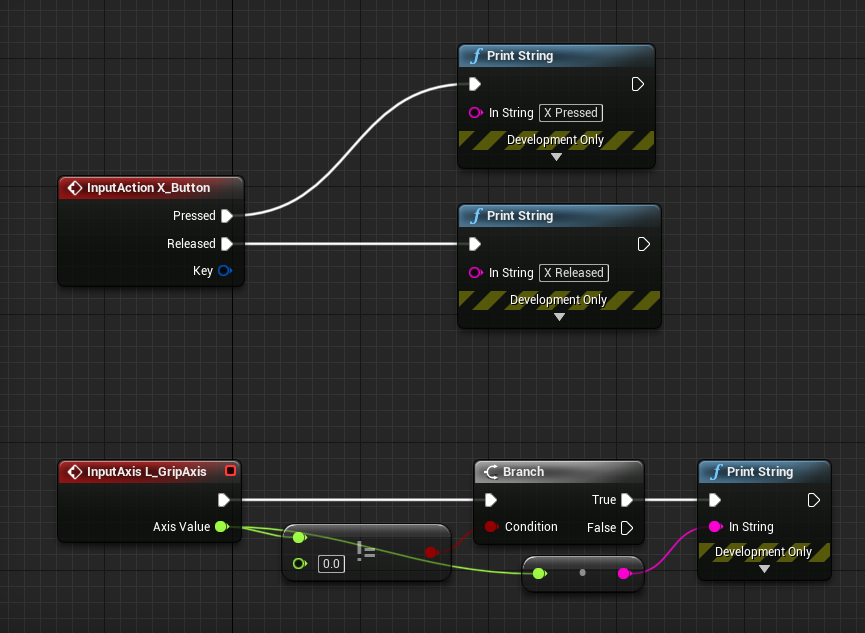 Print String
In String X Pressed
Development Only
InputAction X_Button
Pressed
Released
Key
Print String
In String X Released
Development Only
InputAxis L_GripAxis
Axis Value
!=
0.0
Branch
True
Condition
False
Print String
In String
Development Only